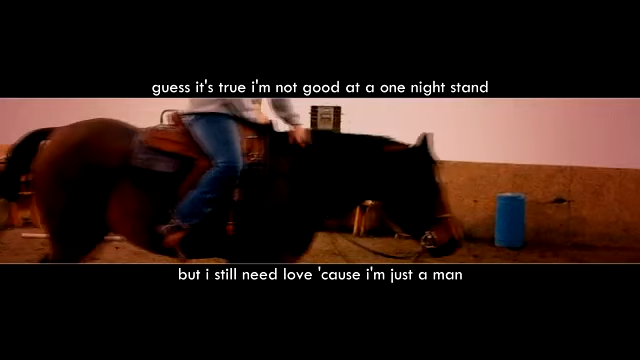 guess it's true i'm not good at a one night stand
but i still need love 'cause i'm just a man